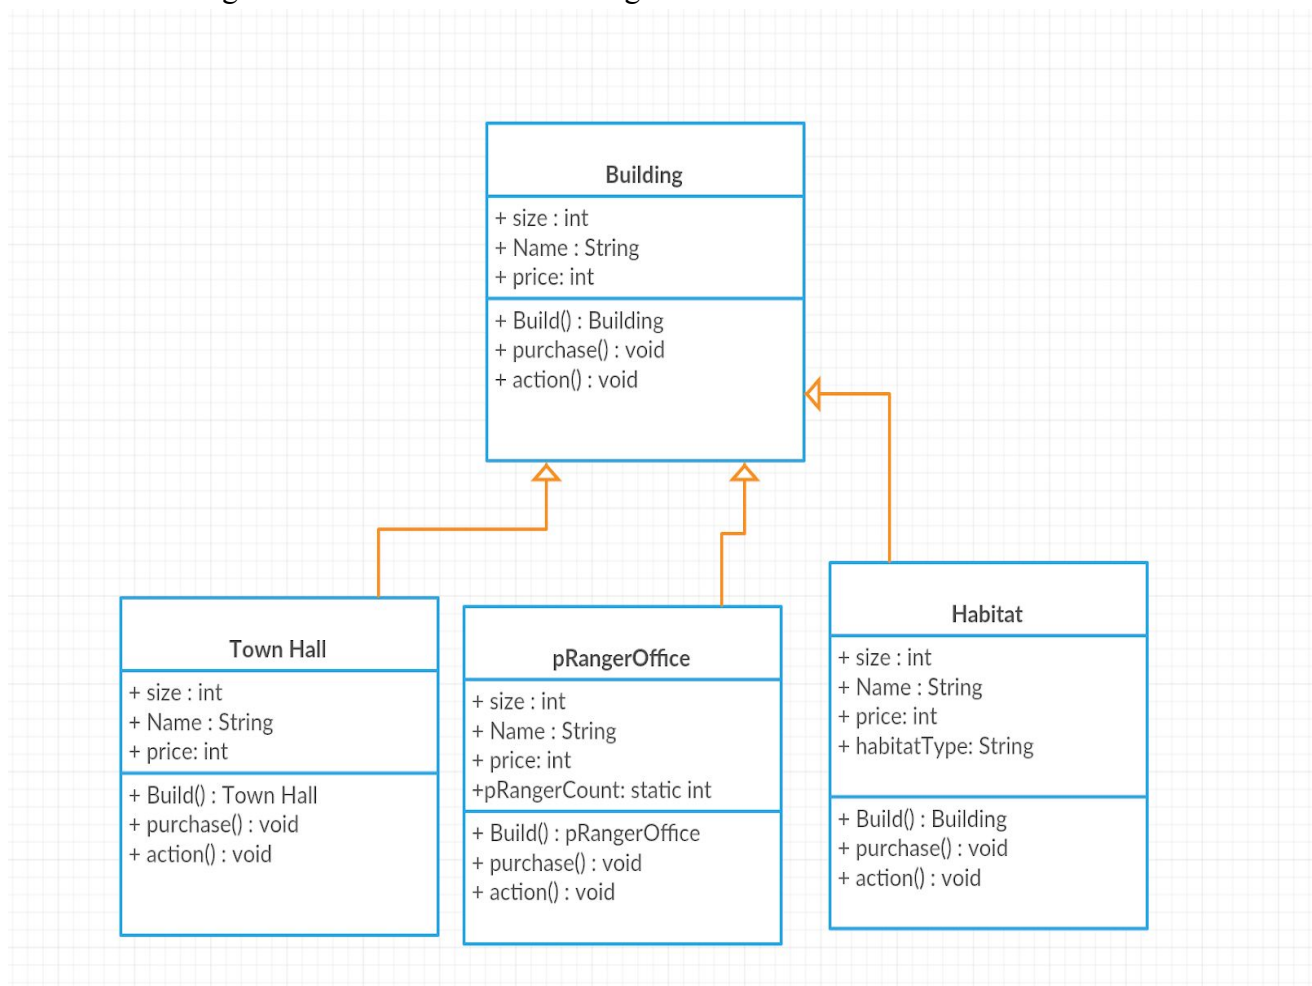 Building
+ size : int
+ Name : String
+ price: int
+ Build() : Building
+ purchase() : void
+ action() : void
Town Hall
+ size : int
+ Name : String
+ price: int
+ Build() : Town Hall
+ purchase() : void
+ action() : void
pRangerOffice
+ size : int
+ Name : String
+ price: int
+pRangerCount: static int
+ Build() : pRangerOffice
+ purchase() : void
+ action() : void
Habitat
+ size : int
+ Name : String
+ price: int
+ habitatType: String
+ Build() : Building
+ purchase() : void
+ action() : void